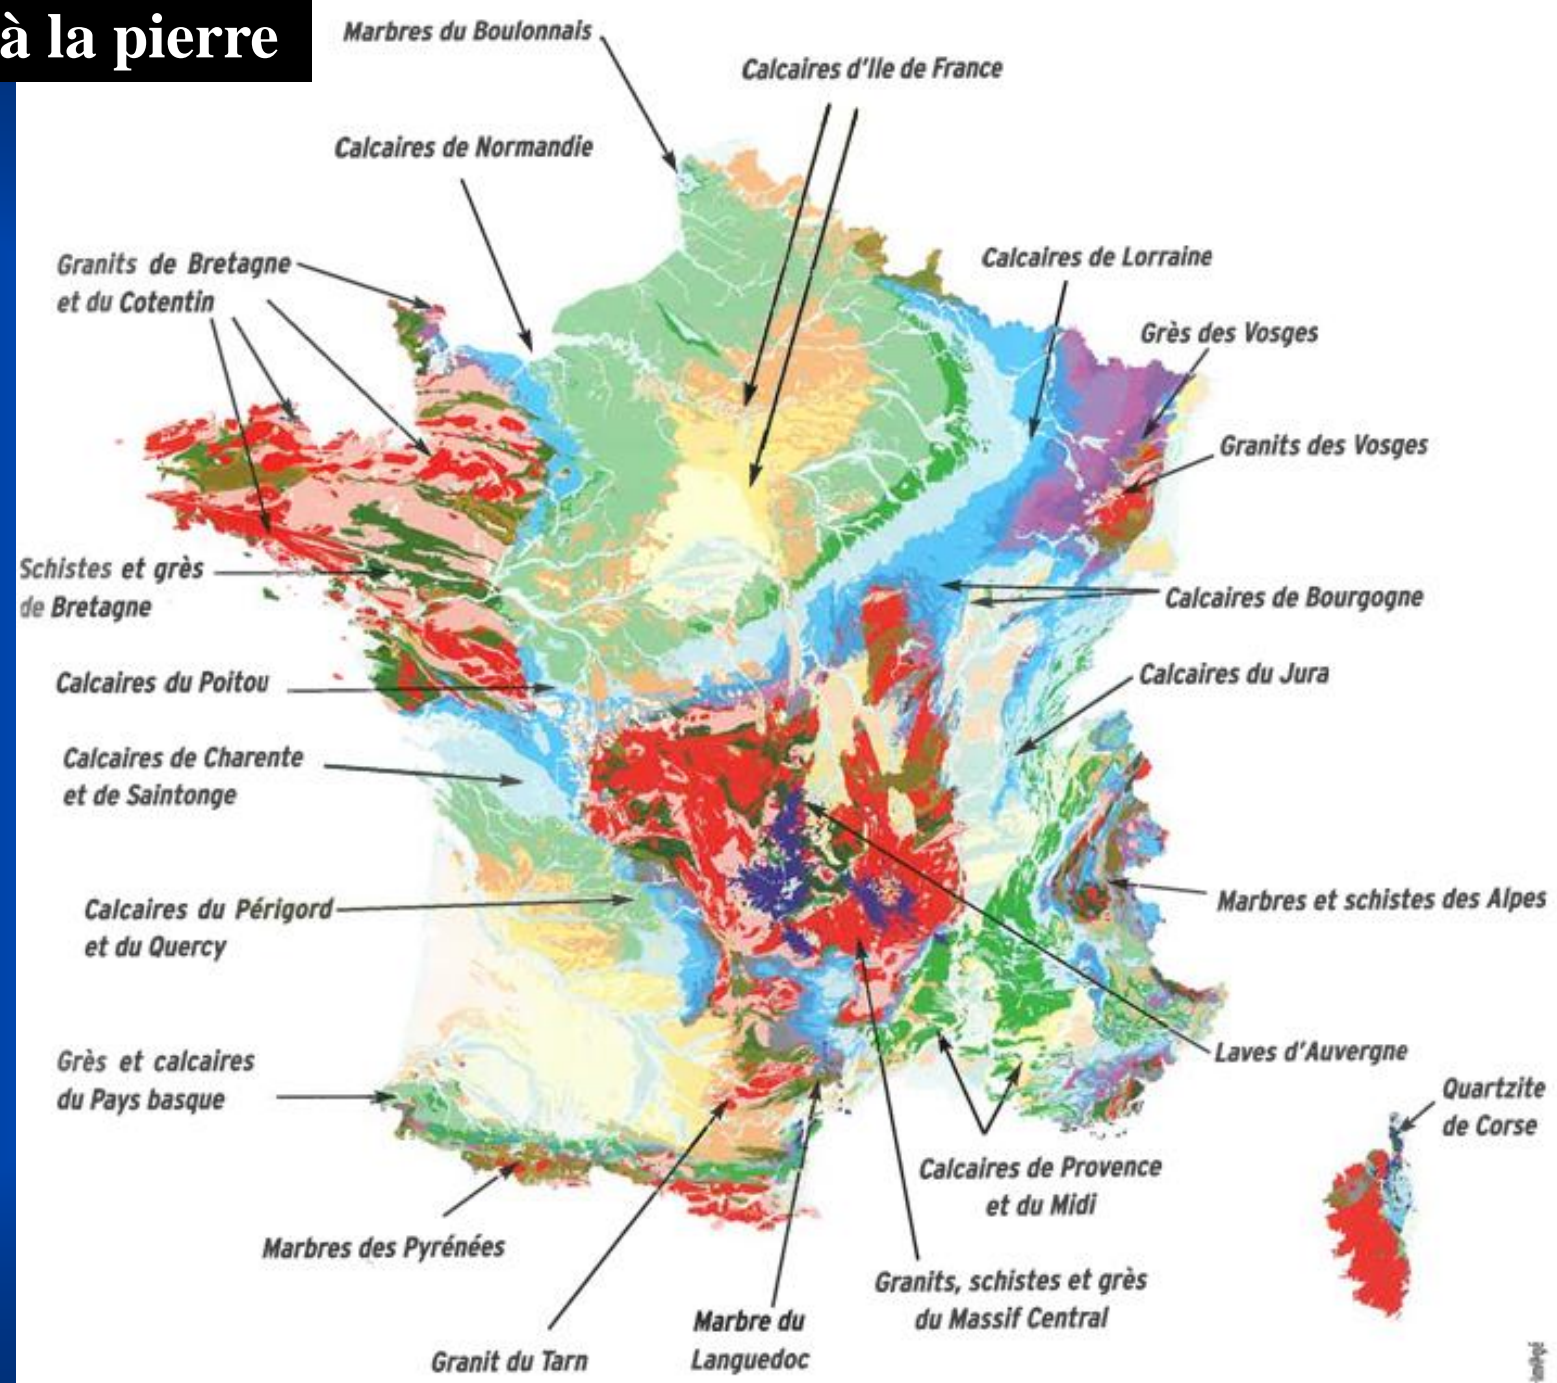 à la pierre
Marbres du Boulonnais
Calcaires d'Ile de France
Calcaires de Normandie
Granits de Bretagne
et du Cotentin
Calcaires de Lorraine
Grès des Vosges
Granits des Vosges
Schistes et grès
de Bretagne
Calcaires de Bourgogne
Calcaires du Poitou
Calcaires du Jura
Calcaires de Charente
et de Saintonge
Marbres et schistes des Alpes
Calcaires du Périgord
et du Quercy
Laves d'Auvergne
Grès et calcaires
du Pays basque
Quartzite
de Corse
Calcaires de Provence
et du Midi
Marbres des Pyrénées
Granits, schistes et grès
du Massif Central
Marbre du
Languedoc
Granit du Tarn